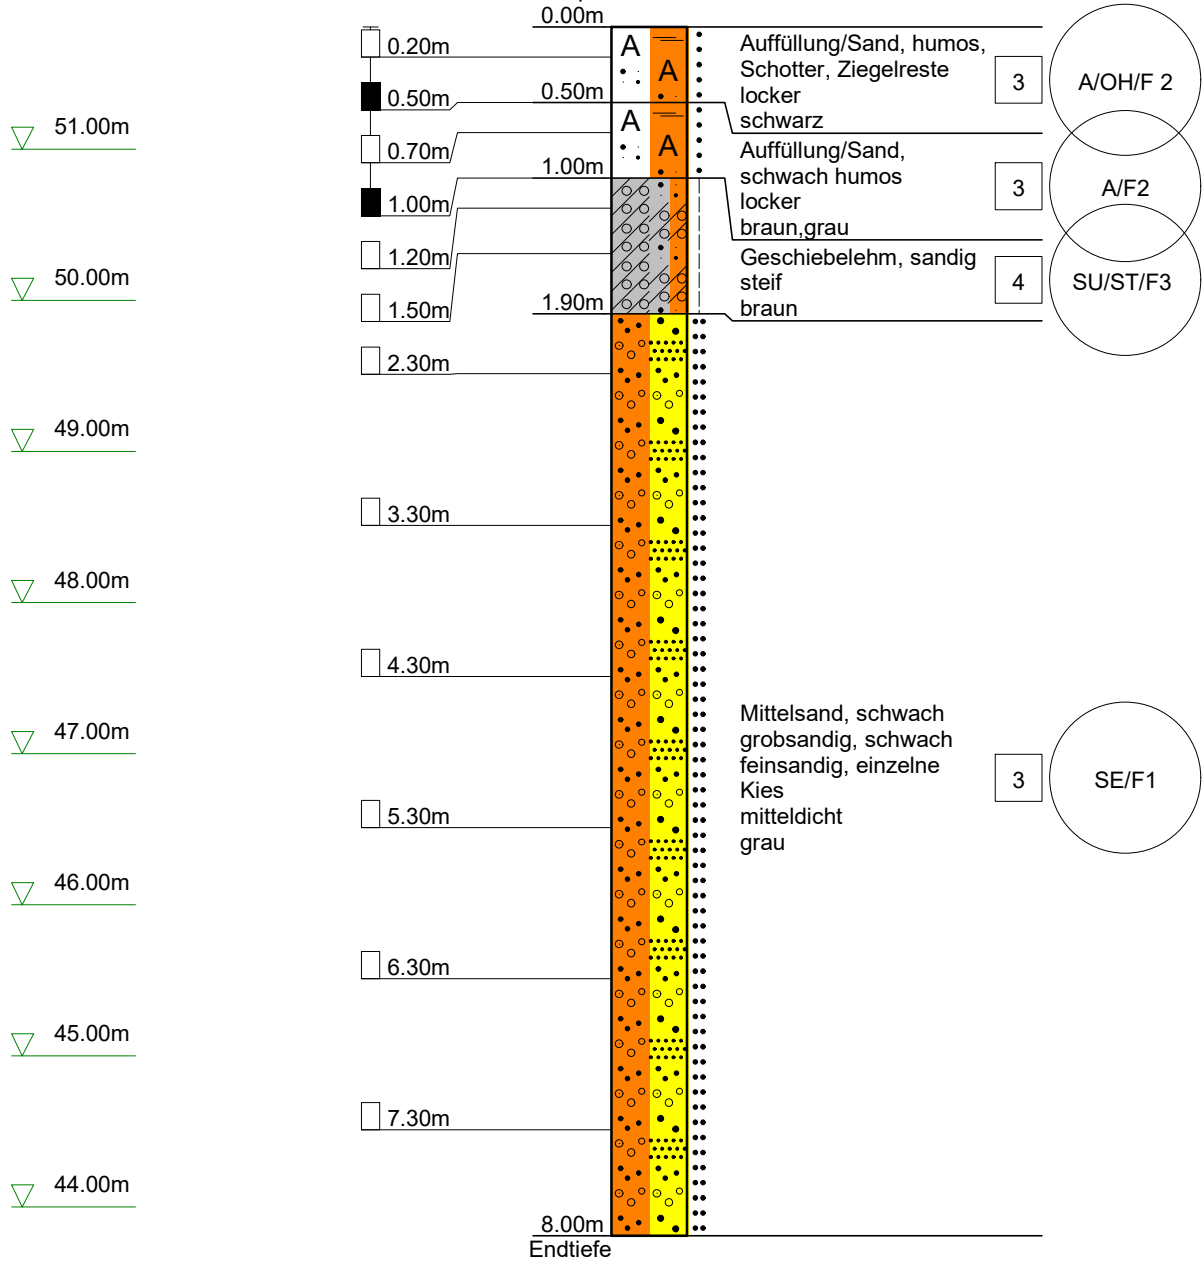 51.00m
50.00m
49.00m
48.00m
47.00m
46.00m
45.00m
44.00m
0.20m
0.50m
0.70m
1.00m
1.20m
1.50m
2.30m
3.30m
4.30m
5.30m
6.30m
7.30m
0.00m
0.50m
1.00m
1.90m
8.00m
Endtiefe
A
A
A
A
Auffüllung/Sand, humos,
Schotter, Ziegelreste
locker
schwarz
3
A/OH/F 2
Auffüllung/Sand,
schwach humos
locker
braun,grau
3
A/F2
Geschiebelehm, sandig
steif
braun
4
SU/ST/F3
Mittelsand, schwach
grobsandig, schwach
feinsandig, einzelne
Kies
mitteldicht
grau
3
SE/F1